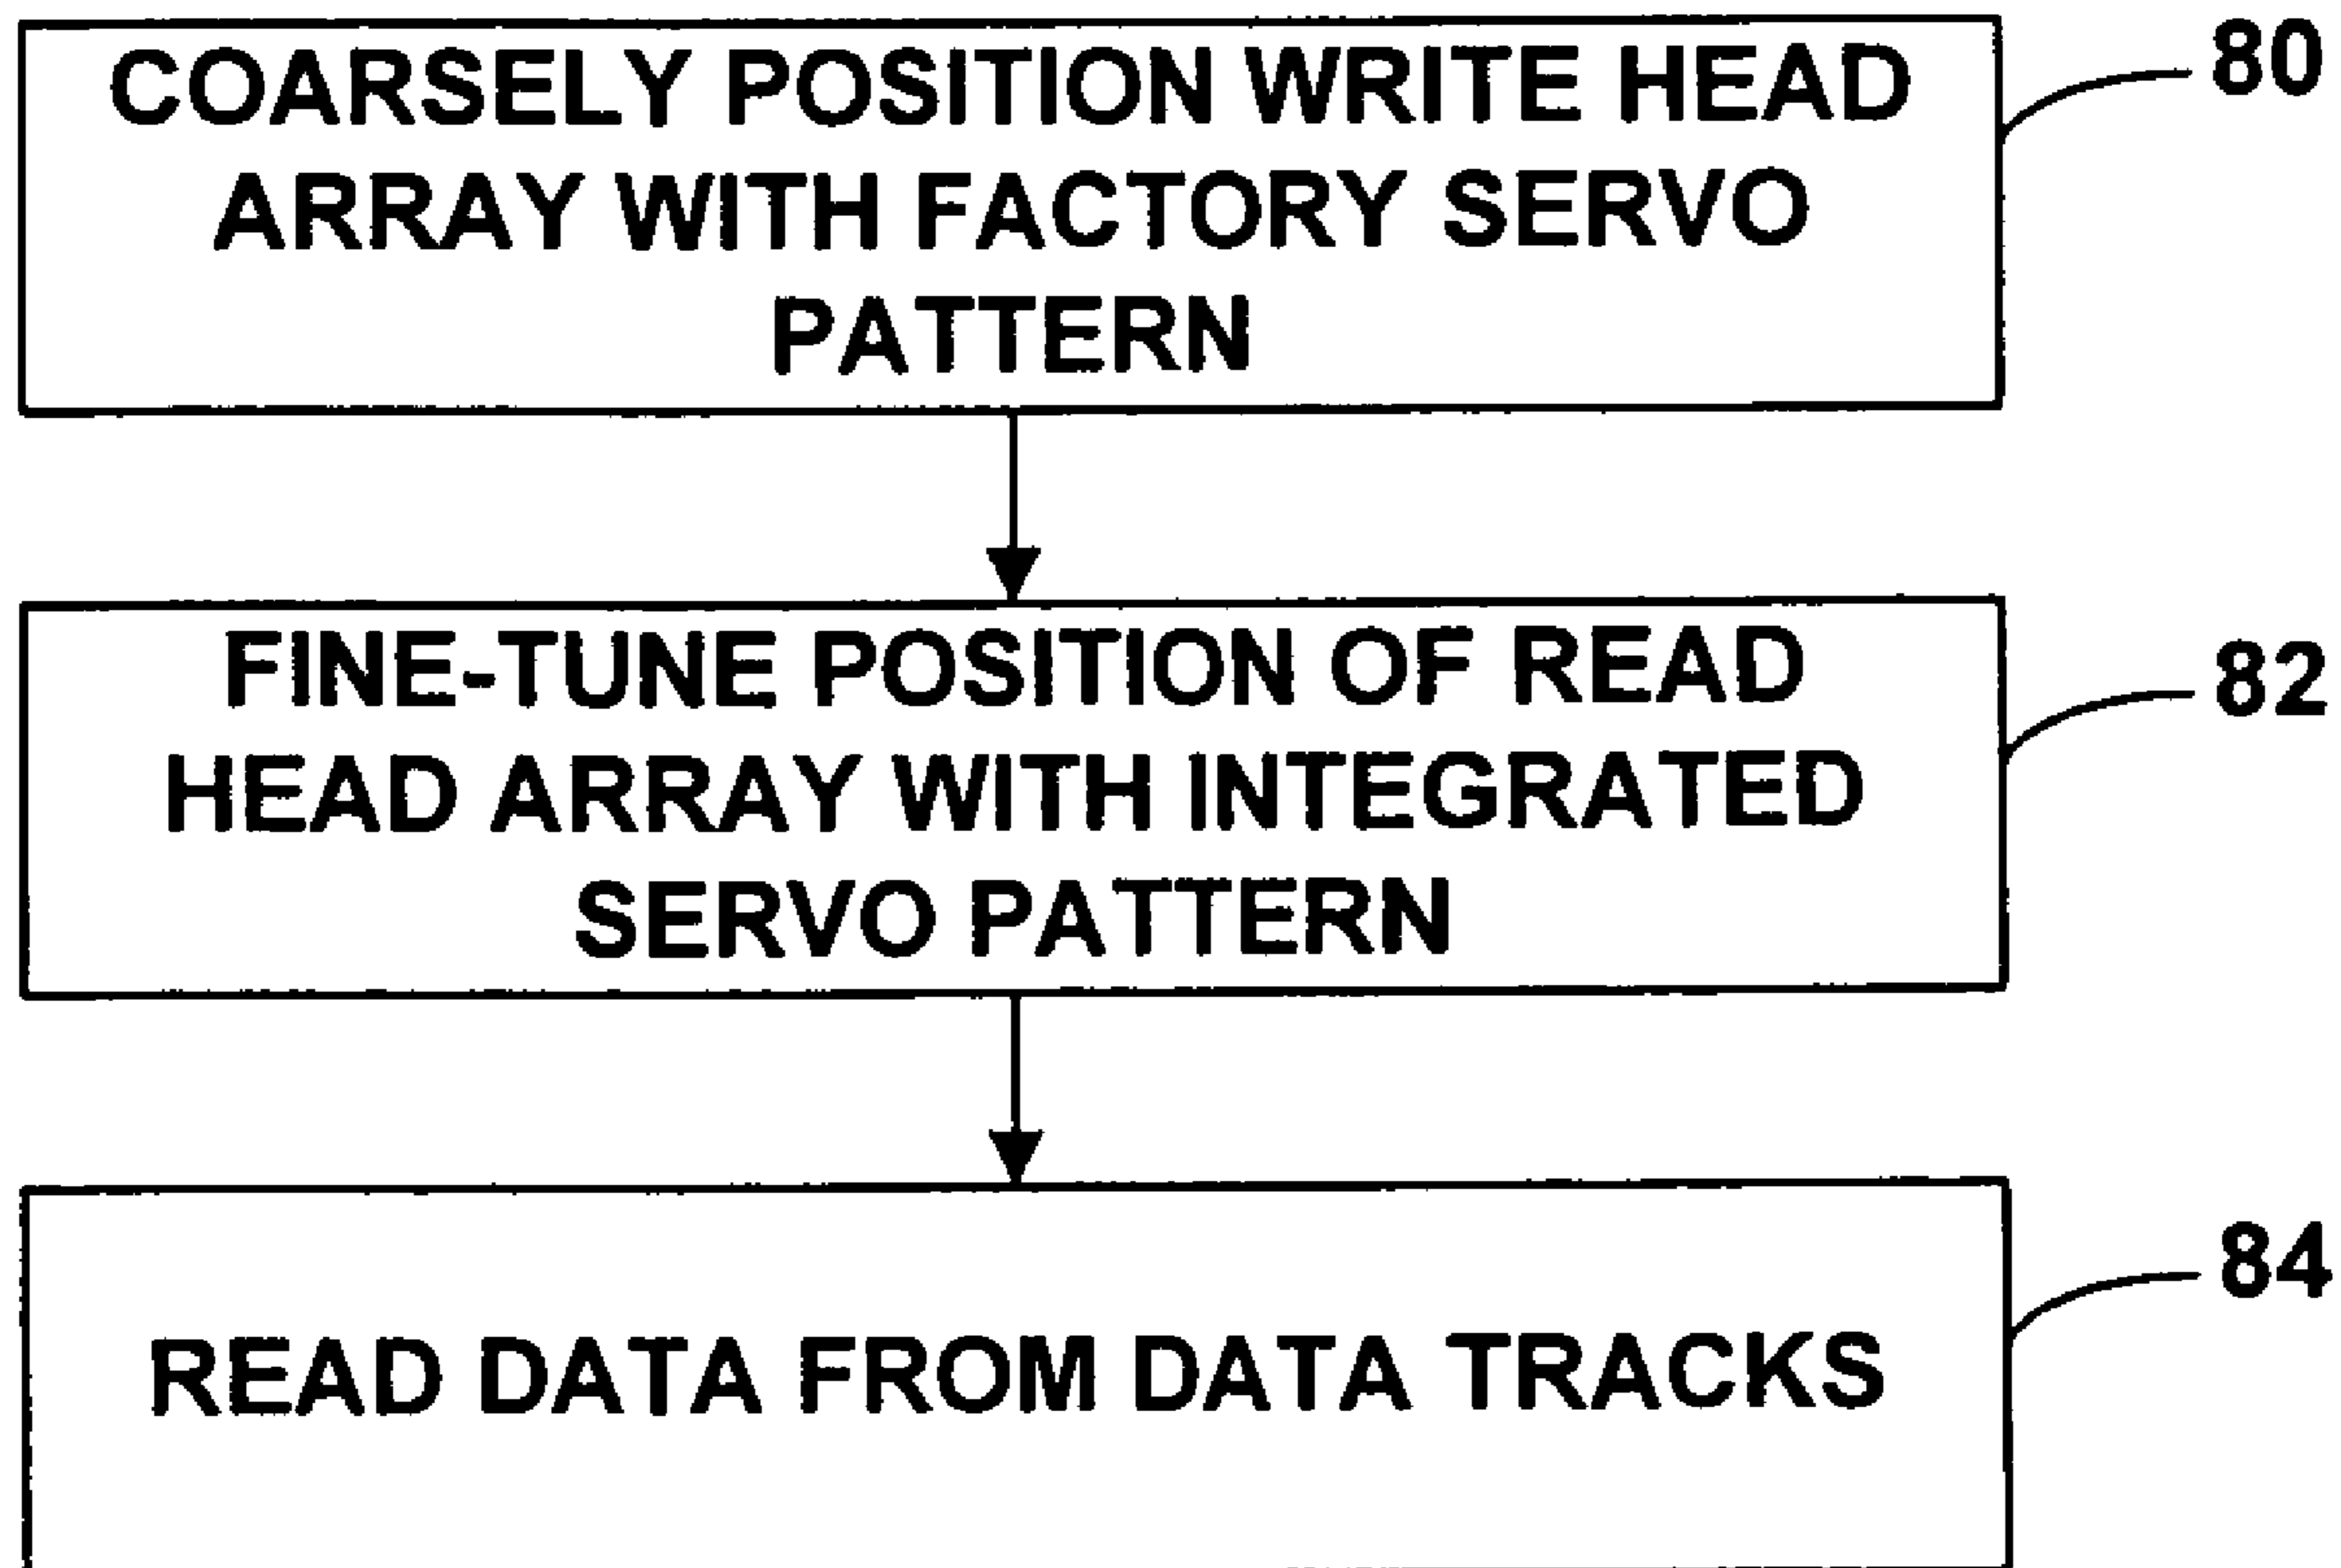 COARSELY POSITION WRITE HEAD
ARRAY WITH FACTORY SERVO
PATTERN
80
FINE-TUNE POSITION OF READ
HEAD ARRAY WITH INTEGRATED
SERVO PATTERN
82
READ DATA FROM DATA TRACKS
84